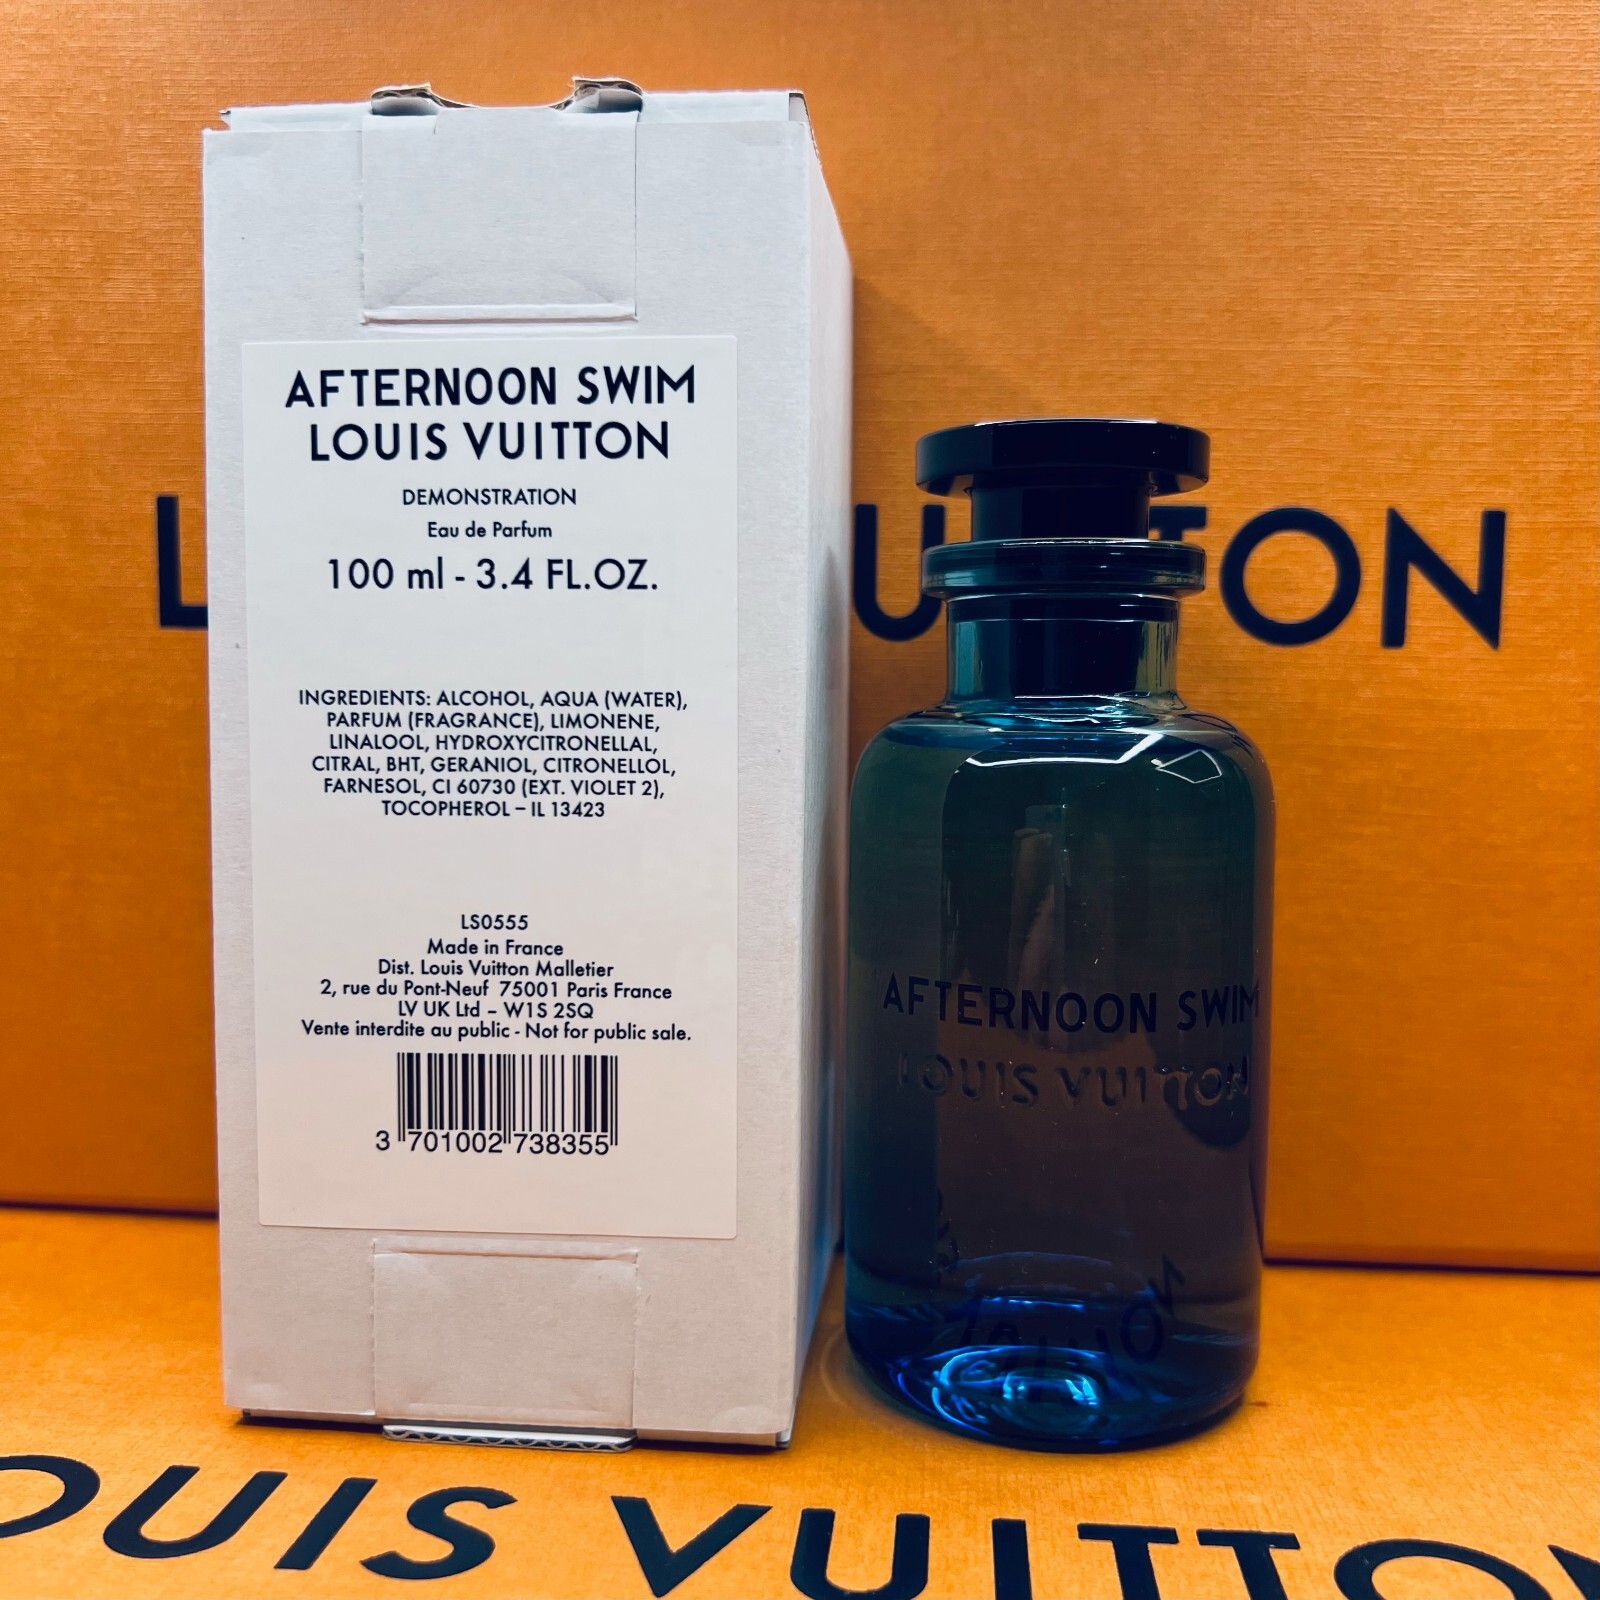 AFTERNOON SWIM
LOUIS VUITTON
DEMONSTRATION
Eau de Parfum
100 ml - 3.4 FL.OZ.
INGREDIENTS: ALCOHOL, AQUA (WATER),
PARFUM (FRAGRANCE), LIMONENE,
LINALOOL, HYDROXYCITRONELLAL,
CITRAL, BHT, GERANIOL, CITRONELLOL,
FARNESOL, CI 60730 (EXT. VIOLET 2),
TOCOPHEROL – IL 13423
LS0555
Made in France
Dist. Louis Vuitton Malletier
2, rue du Pont-Neuf 75001 Paris France
LV UK Ltd – W1S 2SQ
Vente interdite au public - Not for public sale.
3 701002 738355
L U TON
AFTERNOON SWIM
LOUIS VUITTON
OUIS VUITTON